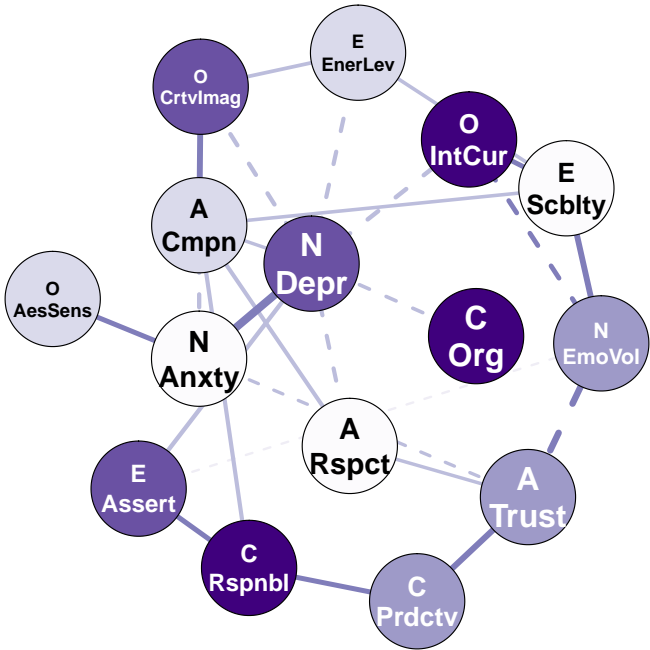 E
EnerLev
O
CrtvImag
O
IntCur
E
Scblty
A
Cmpn
N
Depr
O
AesSens
C
Org
N
EmoVol
N
Anxty
A
Rspct
E
Assert
A
Trust
C
Rspnbl
C
Prdctv